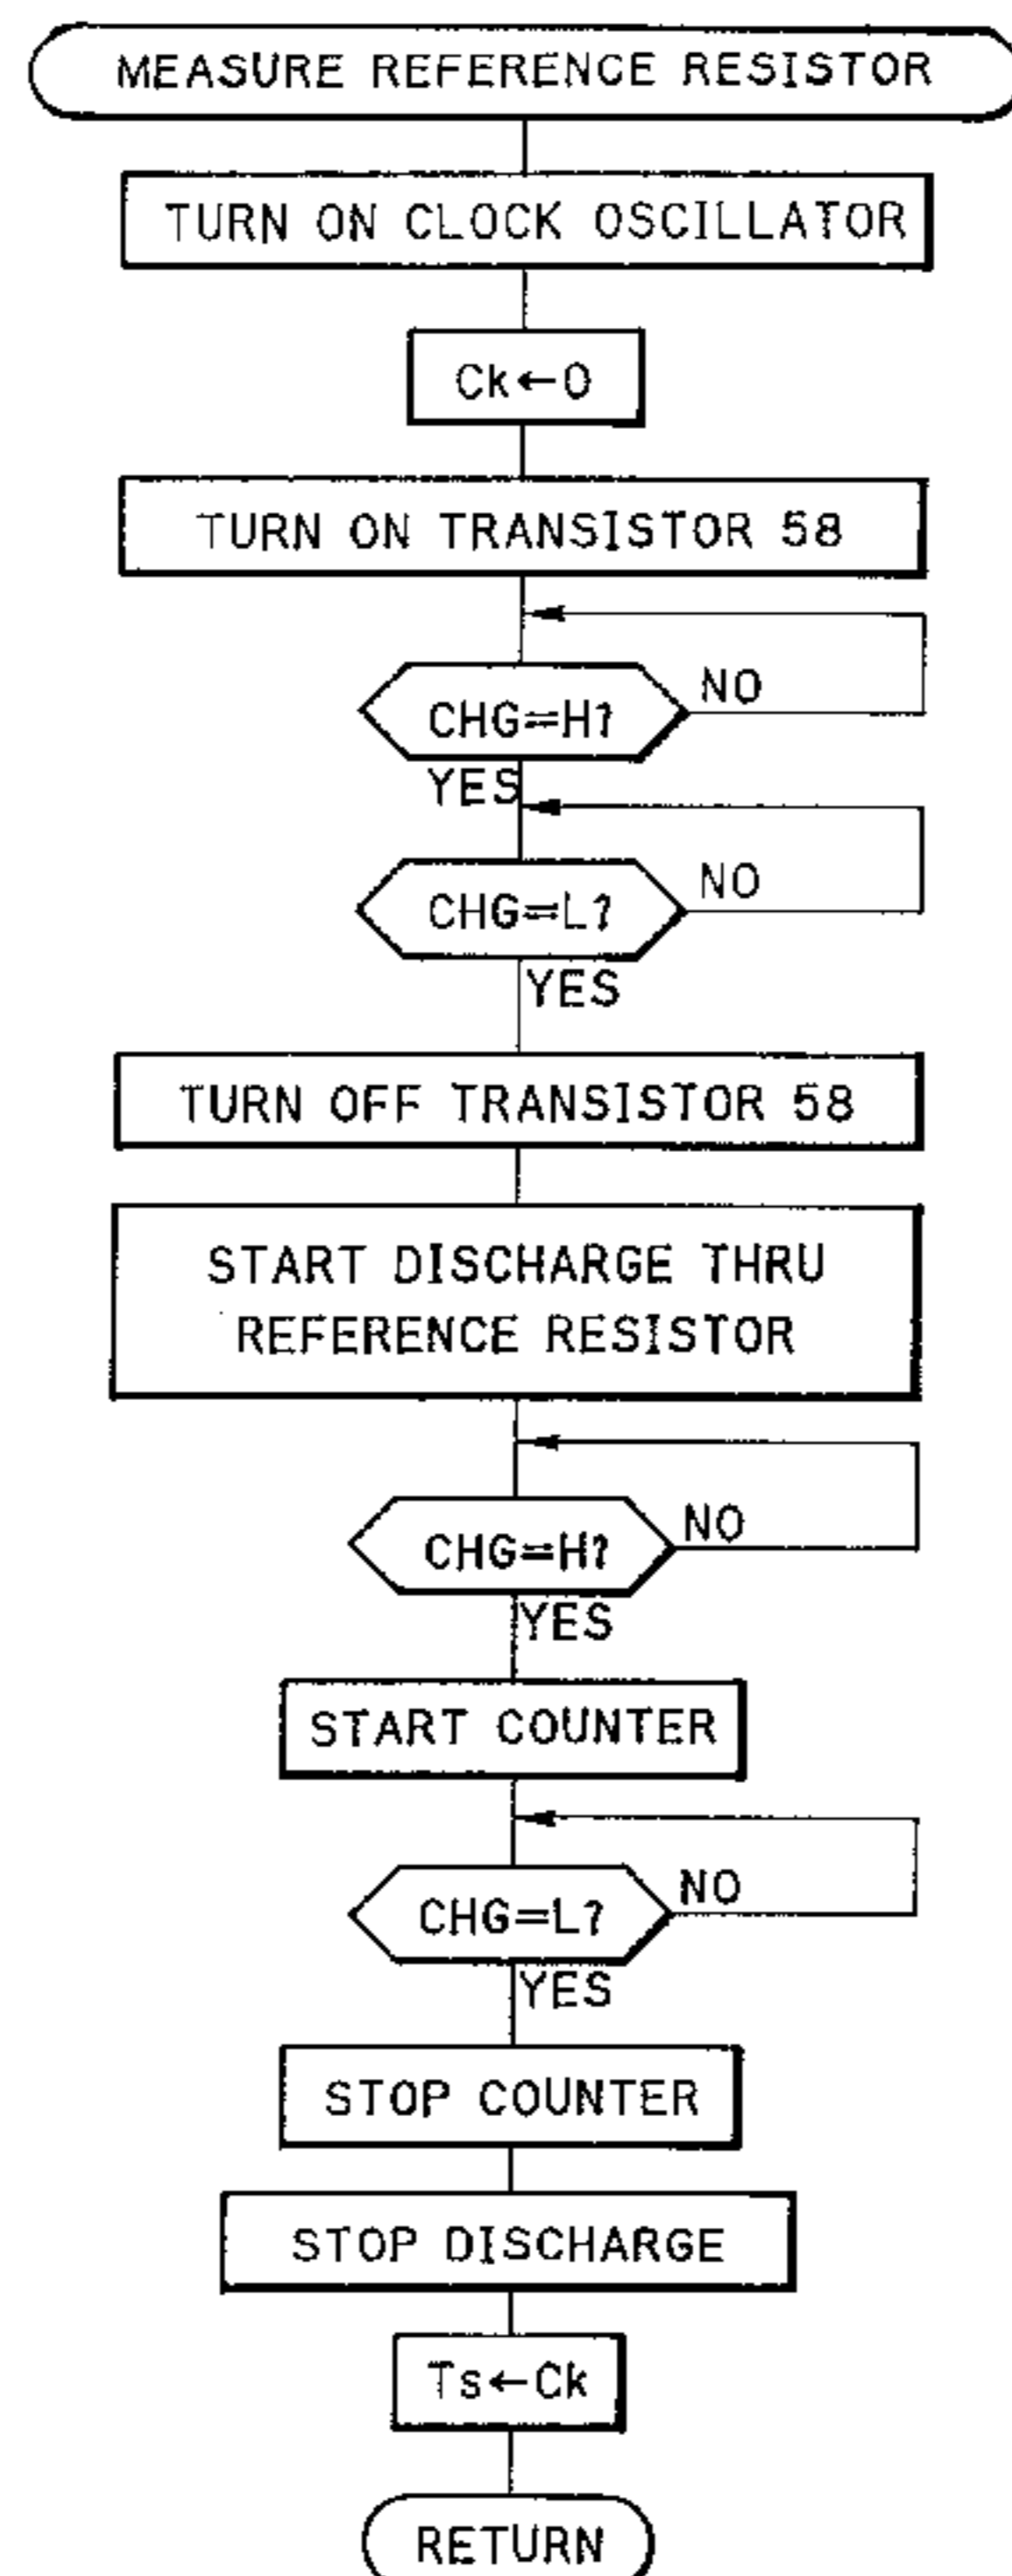 MEASURE REFERENCE RESISTOR
TURN ON CLOCK OSCILLATOR
Ck←0
TURN ON TRANSISTOR 58
CHG=H?
NO
YES
CHG=L?
NO
YES
TURN OFF TRANSISTOR 58
START DISCHARGE THRU
REFERENCE RESISTOR
CHG=H?
NO
YES
START COUNTER
CHG=L?
NO
YES
STOP COUNTER
STOP DISCHARGE
Ts←Ck
RETURN